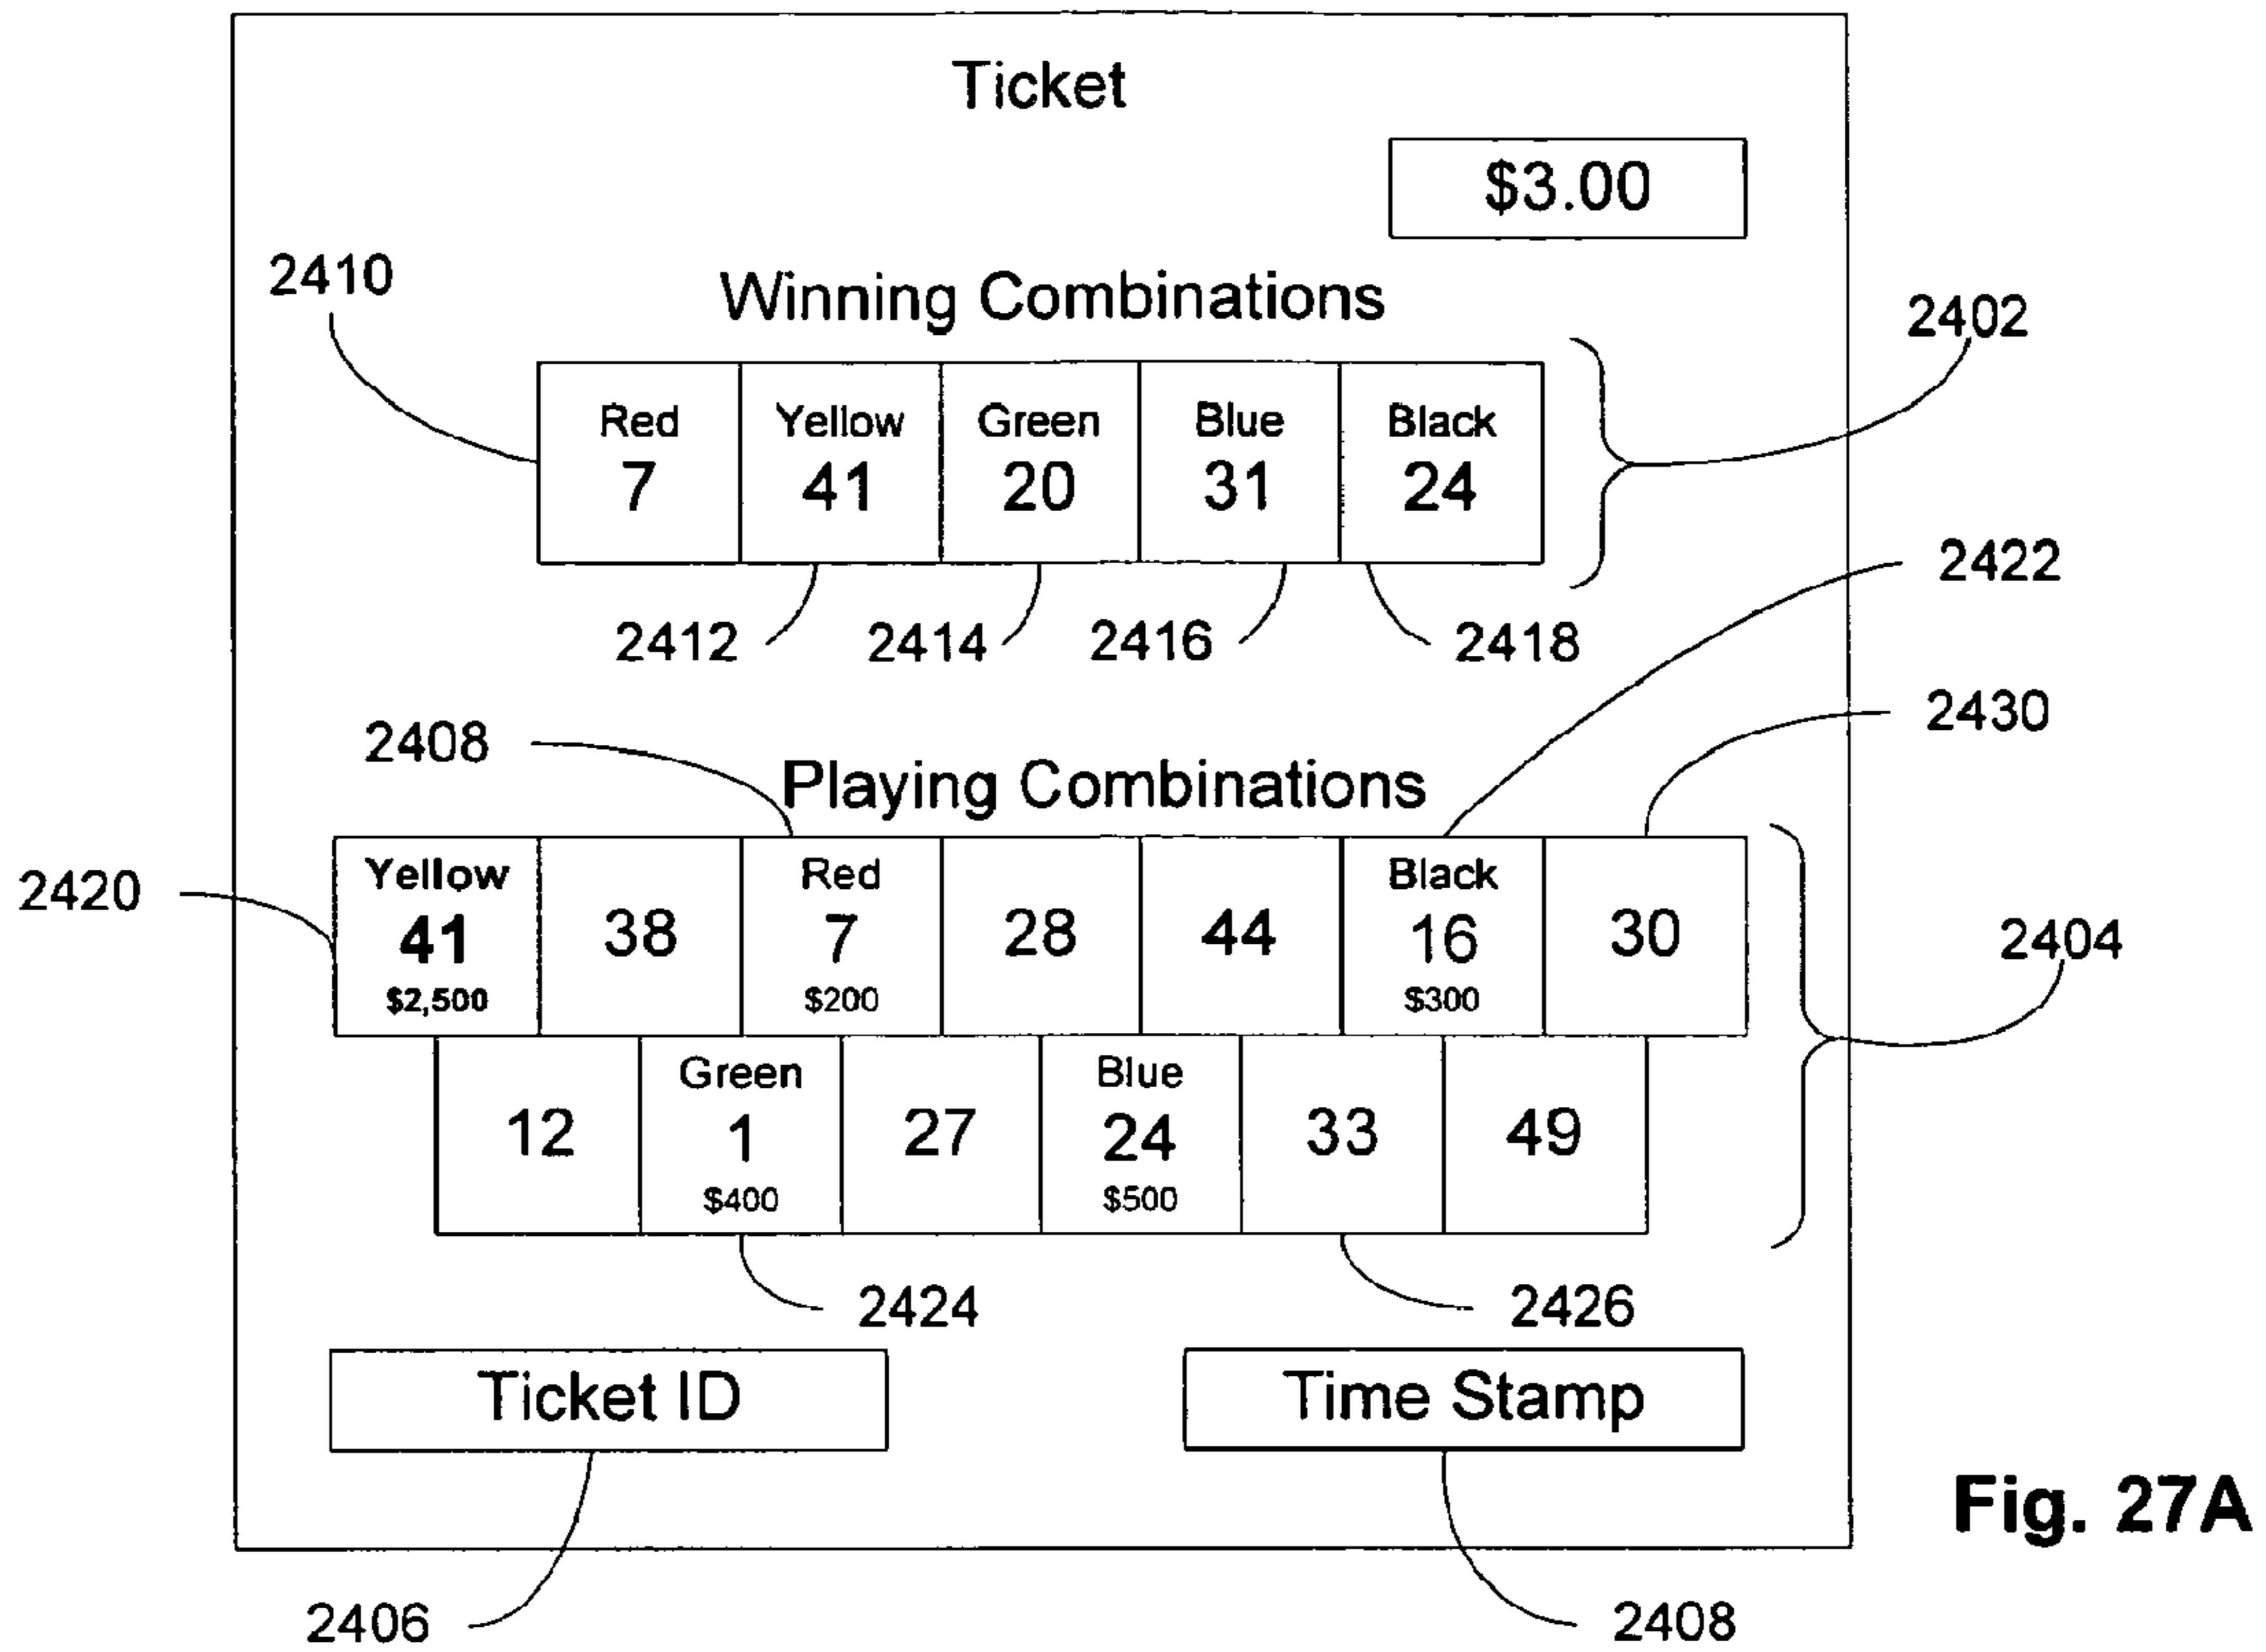 Ticket
$3.00
2410
Winning Combinations
2402
Red Yellow Green Blue Black
7 41 20 31 24
2422
2412 2414 2416 2418
2430
2408
Playing Combinations
2420
Yellow Red Black
41 38 7 28 44 16 30
$2,500 $200 $300
2404
Green Blue
12 1 27 24 33 49
$400 $500
2424 2426
Ticket ID Time Stamp
Fig. 27A
2406 2408